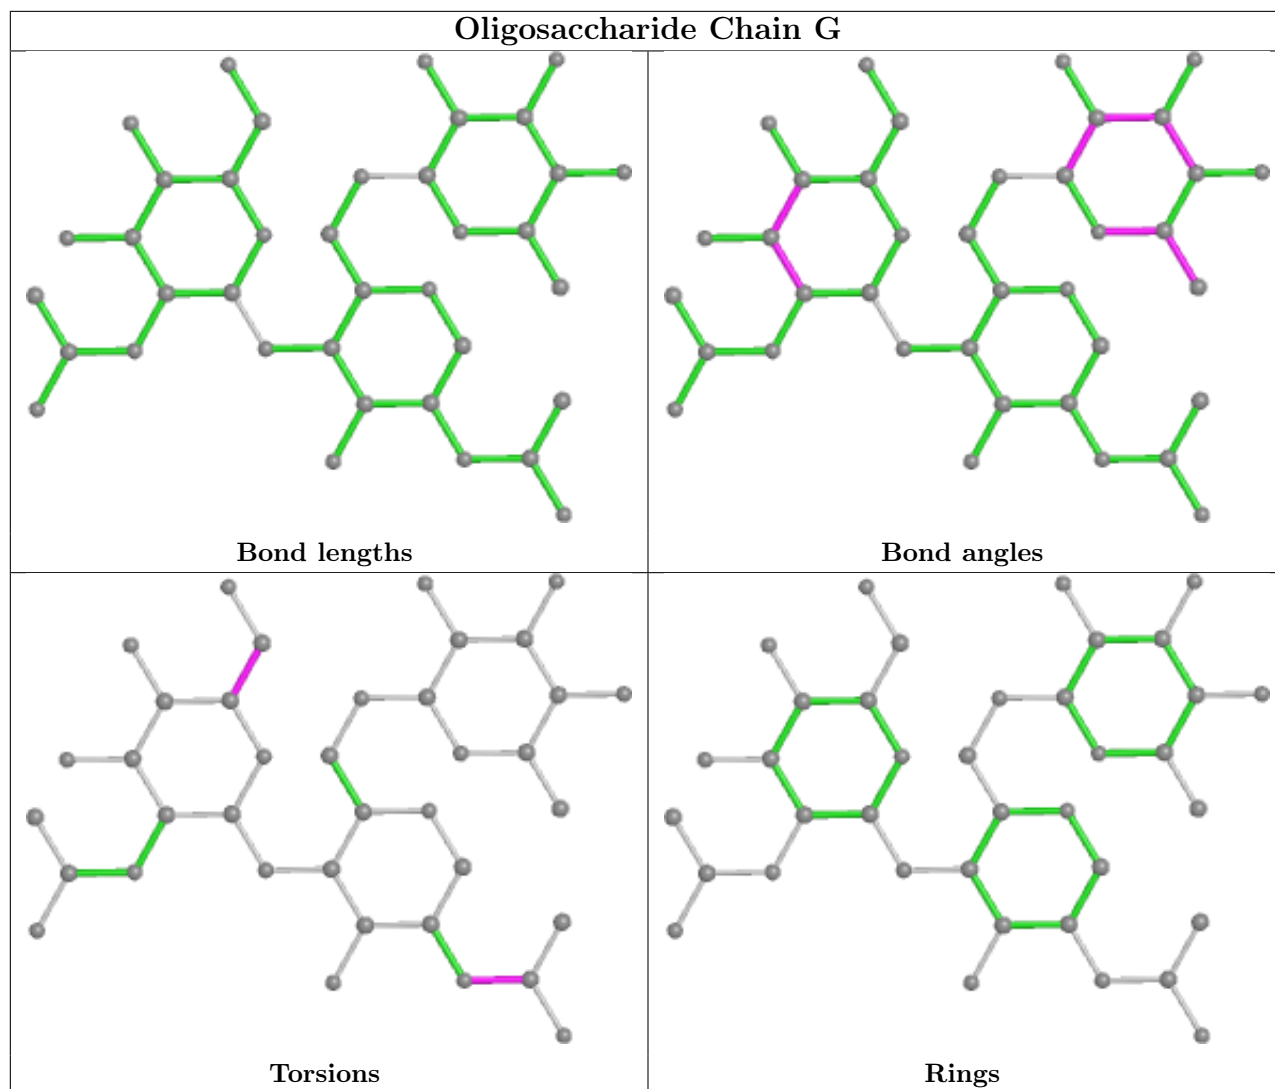 Oligosaccharide Chain G
Bond lengths
Bond angles
Torsions
Rings